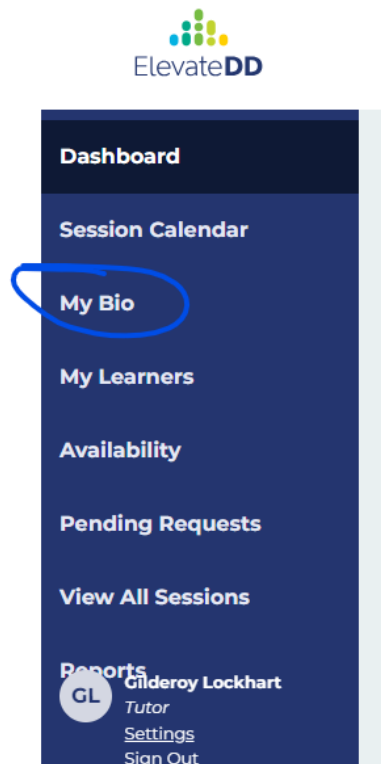 ElevateDD
Dashboard
Session Calendar
My Bio
My Learners
Availability
Pending Requests
View All Sessions
Reports
GL
Gilderoy Lockhart
Tutor
Settings
Sign Out